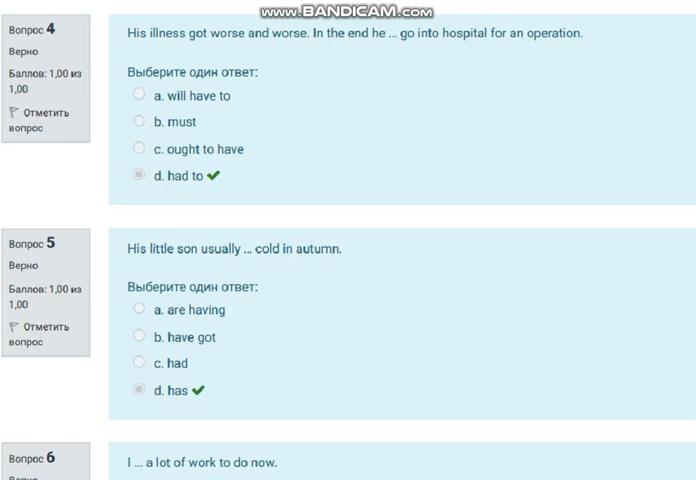 www.BANDICAM.com
Вопрос 4
Верно
Баллов: 1,00 из
1,00
Отметить
вопрос
His illness got worse and worse. In the end he ... go into hospital for an operation.
Выберите один ответ:
a. will have to
b. must
c. ought to have
d. had to
Вопрос 5
Верно
Баллов: 1,00 из
1,00
Отметить
вопрос
His little son usually ... cold in autumn.
Выберите один ответ:
a. are having
b. have got
c. had
d. has
Вопрос 6
I ... a lot of work to do now.